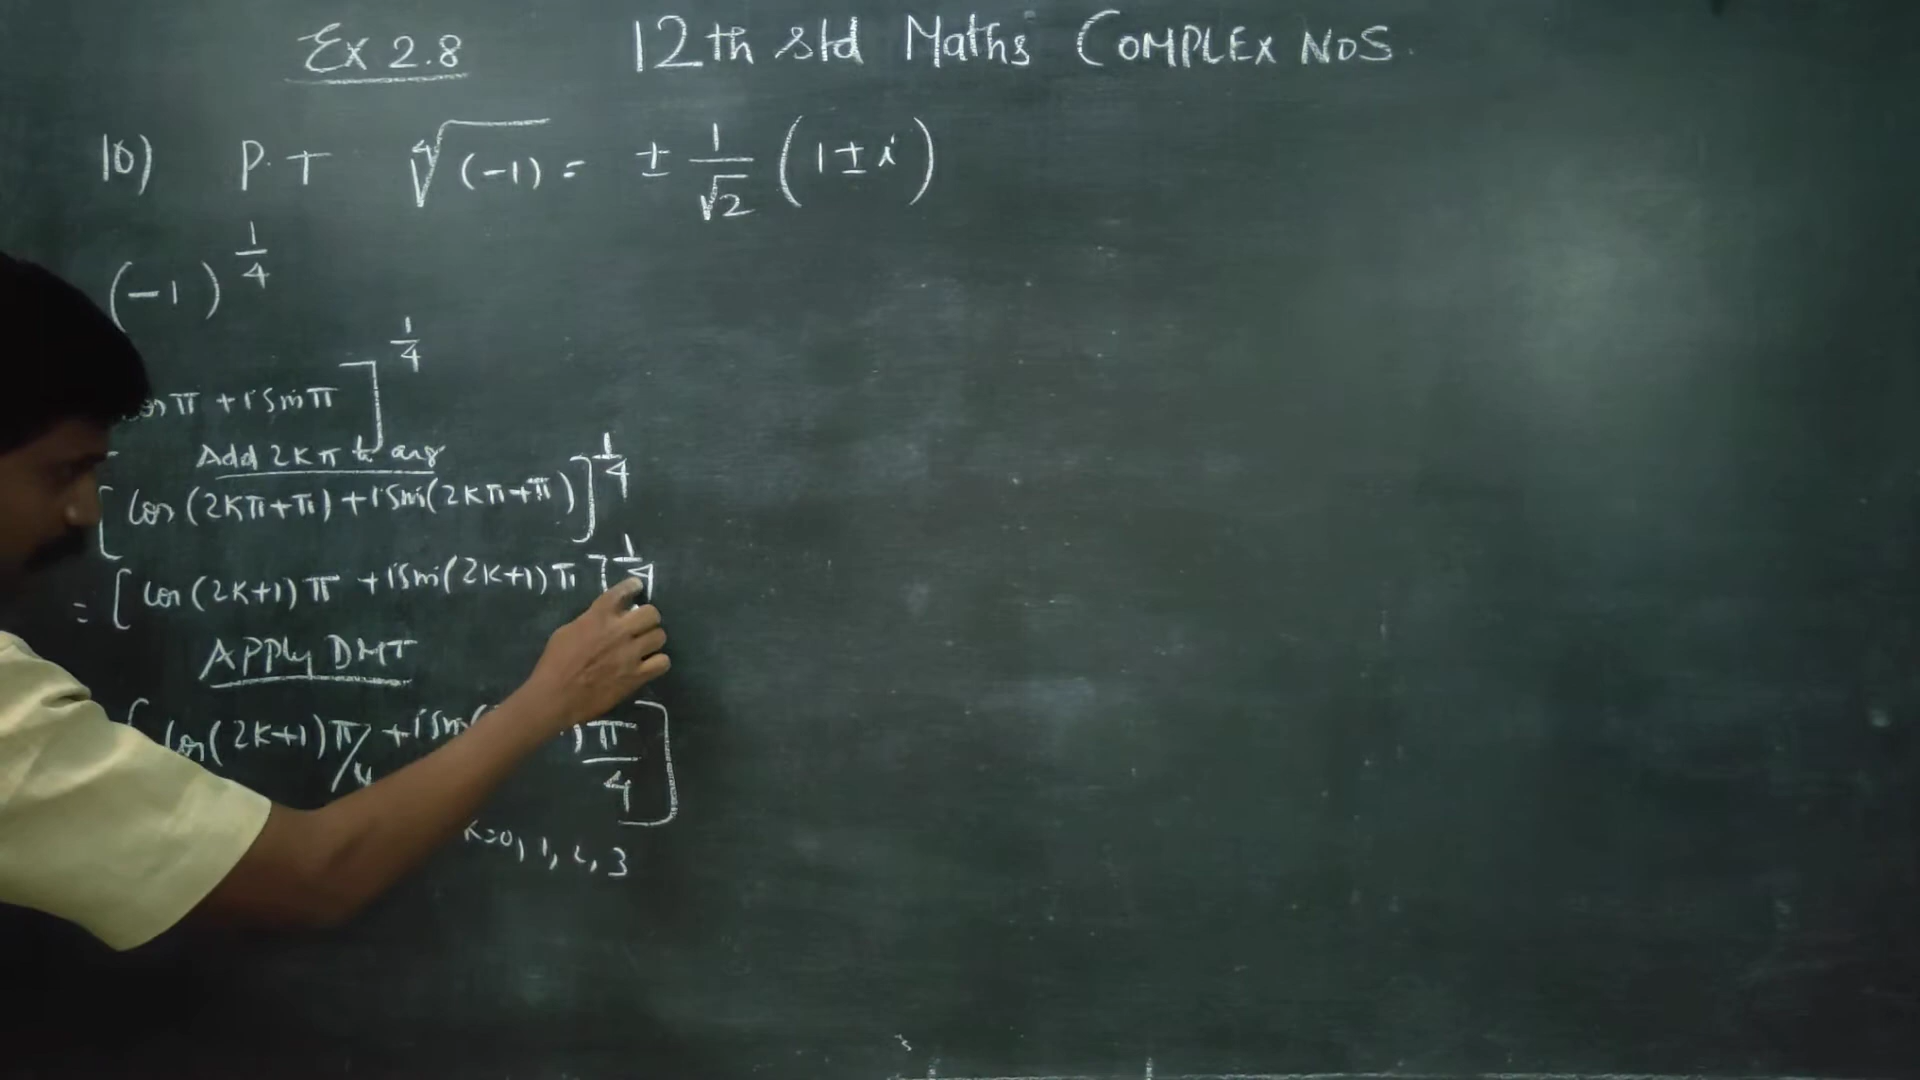 Ex 2.8 12th std Maths COMPLEX NOS.
10) P.T ∜(-1) = ± 1/√2 (1 ± i)
(-1)^1/4
cos π + i sin π]^1/4
Add 2Kπ to arg
[cos (2Kπ+π) + i sin (2Kπ+π)]^1/4
= [cos (2K+1) π + i sin (2K+1) π]^1/4
APPly DMT
[cos (2K+1) π/4 + i sin ( ) π/4]
K=0, 1, 2, 3